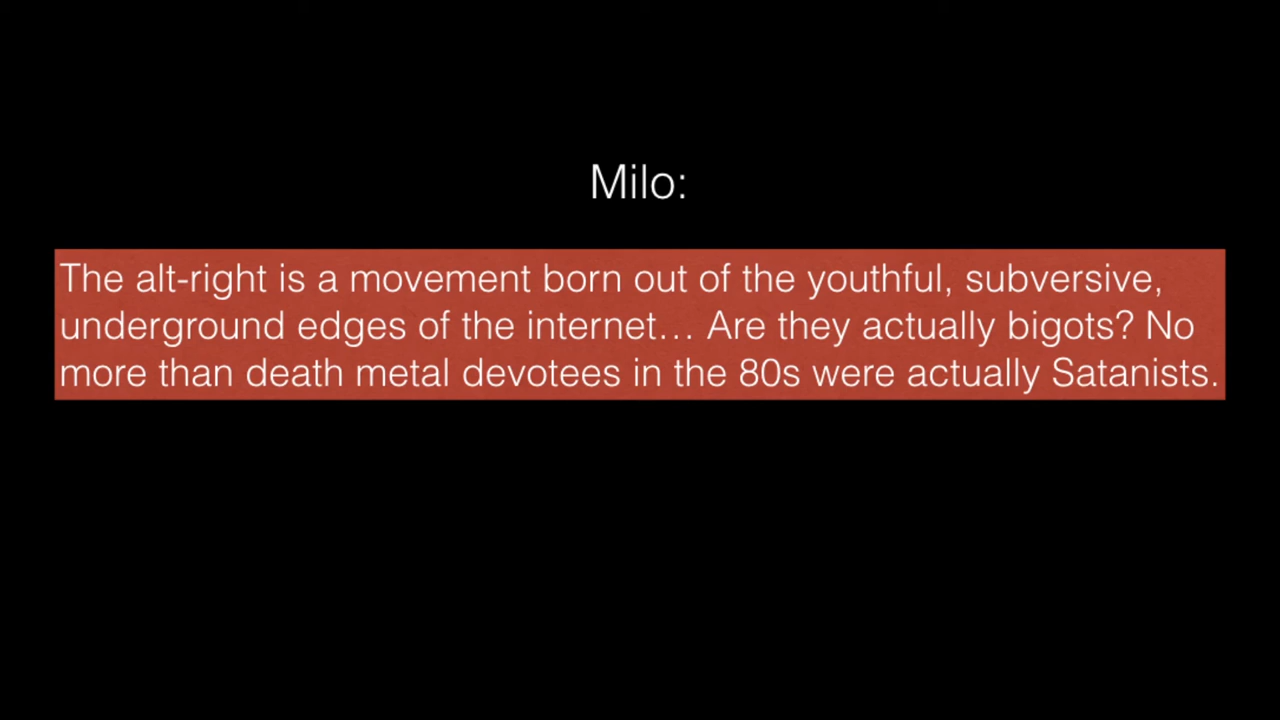 Milo:
The alt-right is a movement born out of the youthful, subversive,
underground edges of the internet… Are they actually bigots? No
more than death metal devotees in the 80s were actually Satanists.